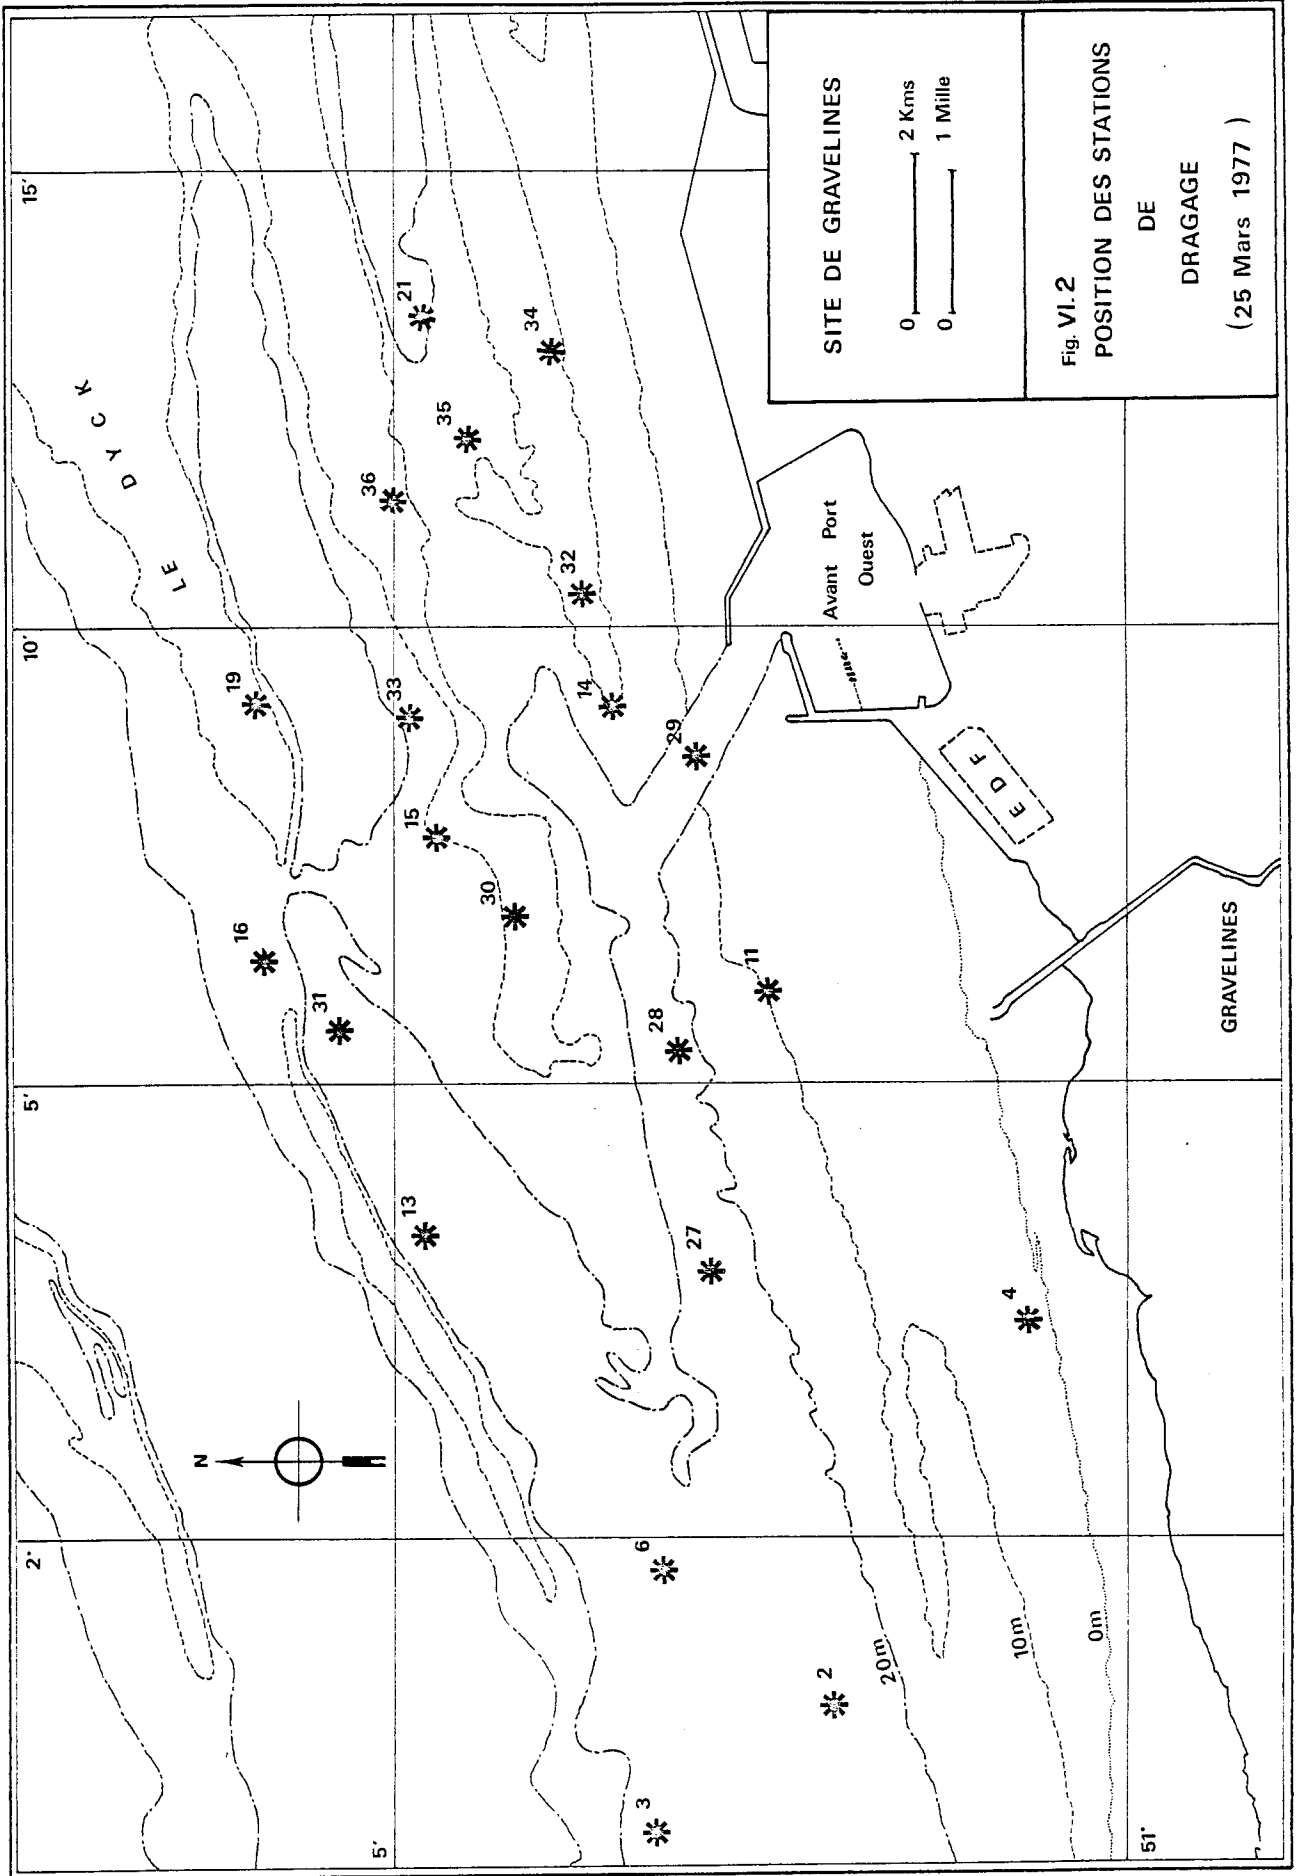 SITE DE GRAVELINES
0 2 Kms
0 1 Mille
Fig. VI.2
POSITION DES STATIONS
DE
DRAGAGE
(25 Mars 1977)
2°
5'
10'
15'
5'
51°
N
LE DYCK
19
16
31
33
36
21
35
34
15
30
32
14
29
13
28
11
27
6
4
3
2
20m
10m
0m
Avant Port
Ouest
EDF
GRAVELINES